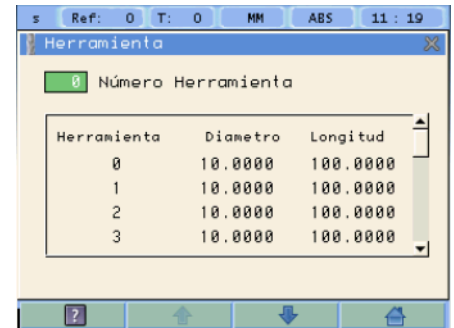 s Ref: 0 T: 0 MM ABS 11 : 19
Herramienta
0 Número Herramienta
Herramienta Diametro Longitud
0 10.0000 100.0000
1 10.0000 100.0000
2 10.0000 100.0000
3 10.0000 100.0000
?